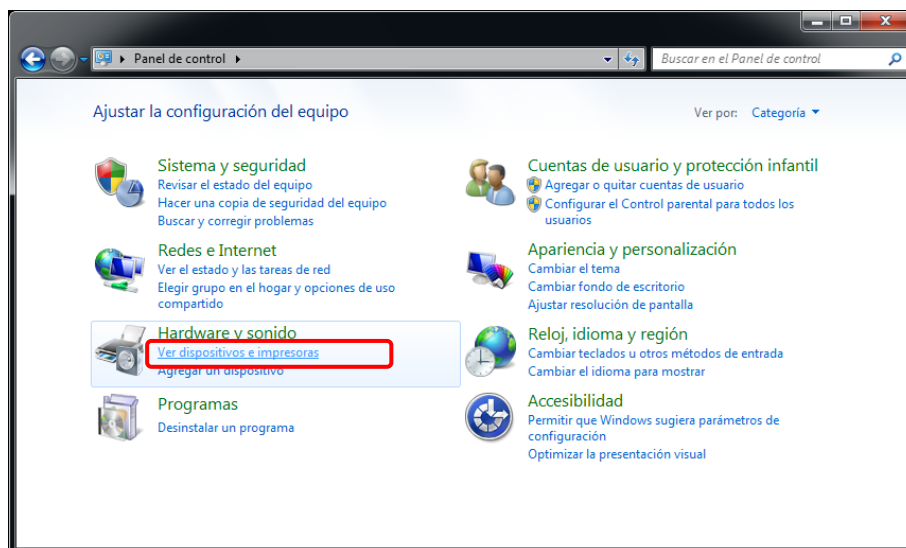 Panel de control
Buscar en el Panel de control
Ajustar la configuración del equipo
Ver por: Categoría
Sistema y seguridad
Revisar el estado del equipo
Hacer una copia de seguridad del equipo
Buscar y corregir problemas
Redes e Internet
Ver el estado y las tareas de red
Elegir grupo en el hogar y opciones de uso
compartido
Hardware y sonido
Ver dispositivos e impresoras
Agregar un dispositivo
Programas
Desinstalar un programa
Cuentas de usuario y protección infantil
Agregar o quitar cuentas de usuario
Configurar el Control parental para todos los
usuarios
Apariencia y personalización
Cambiar el tema
Cambiar fondo de escritorio
Ajustar resolución de pantalla
Reloj, idioma y región
Cambiar teclados u otros métodos de entrada
Cambiar el idioma para mostrar
Accesibilidad
Permitir que Windows sugiera parámetros de
configuración
Optimizar la presentación visual